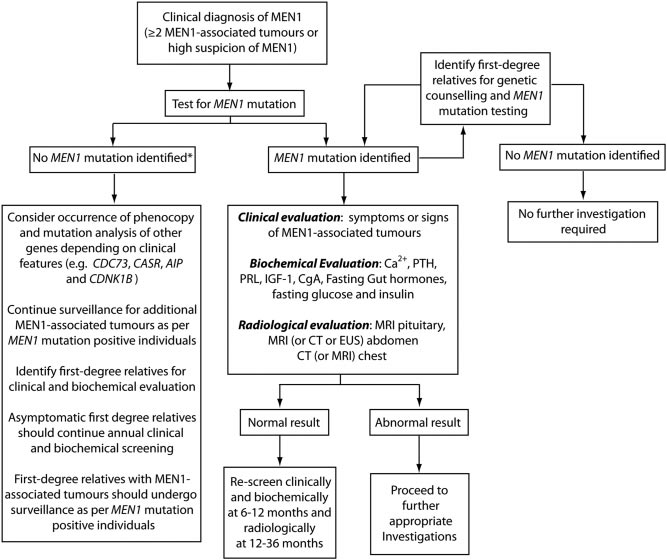 Clinical diagnosis of MEN1
(≥2 MEN1-associated tumours or
high suspicion of MEN1)
Test for MEN1 mutation
Identify first-degree
relatives for genetic
counselling and MEN1
mutation testing
No MEN1 mutation identified*
MEN1 mutation identified
No MEN1 mutation identified
No further investigation
required
Consider occurrence of phenocopy
and mutation analysis of other
genes depending on clinical
features (e.g. CDC73, CASR, AIP
and CDNK1B )
Continue surveillance for additional
MEN1-associated tumours as per
MEN1 mutation positive individuals
Identify first-degree relatives for
clinical and biochemical evaluation
Asymptomatic first degree relatives
should continue annual clinical
and biochemical screening
First-degree relatives with MEN1-
associated tumours should undergo
surveillance as per MEN1 mutation
positive individuals
Clinical evaluation: symptoms or signs
of MEN1-associated tumours
Biochemical Evaluation: Ca2+, PTH,
PRL, IGF-1, CgA, Fasting Gut hormones,
fasting glucose and insulin
Radiological evaluation: MRI pituitary,
MRI (or CT or EUS) abdomen
CT (or MRI) chest
Normal result
Abnormal result
Re-screen clinically
and biochemically
at 6-12 months and
radiologically
at 12-36 months
Proceed to
further
appropriate
Investigations